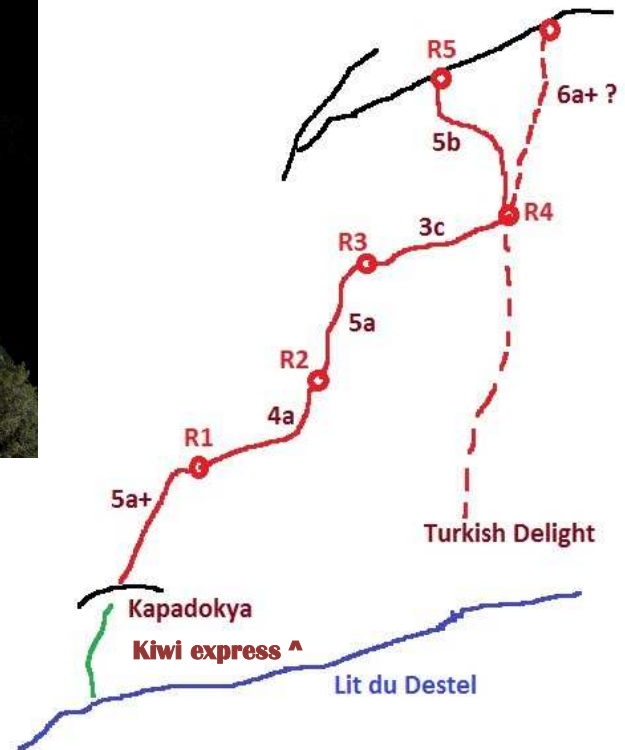 R5
6a+ ?
5b
R4
3c
R3
5a
R2
4a
R1
5a+
Turkish Delight
Kapadokya
Kiwi express ^
Lit du Destel